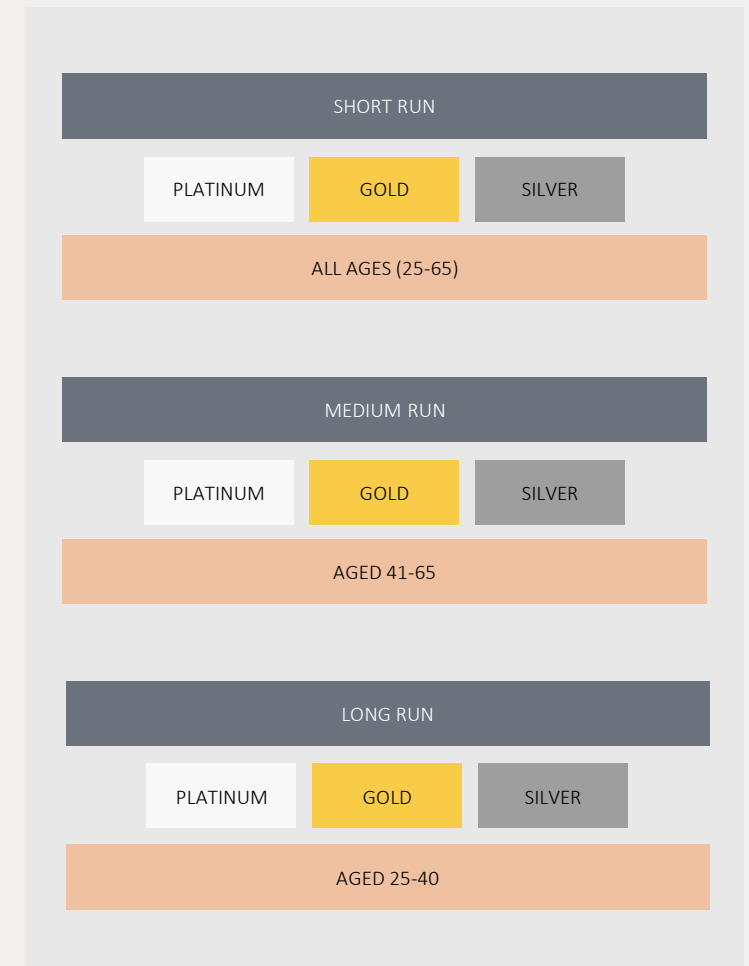 SHORT RUN
PLATINUM GOLD SILVER
ALL AGES (25-65)
MEDIUM RUN
PLATINUM GOLD SILVER
AGED 41-65
LONG RUN
PLATINUM GOLD SILVER
AGED 25-40